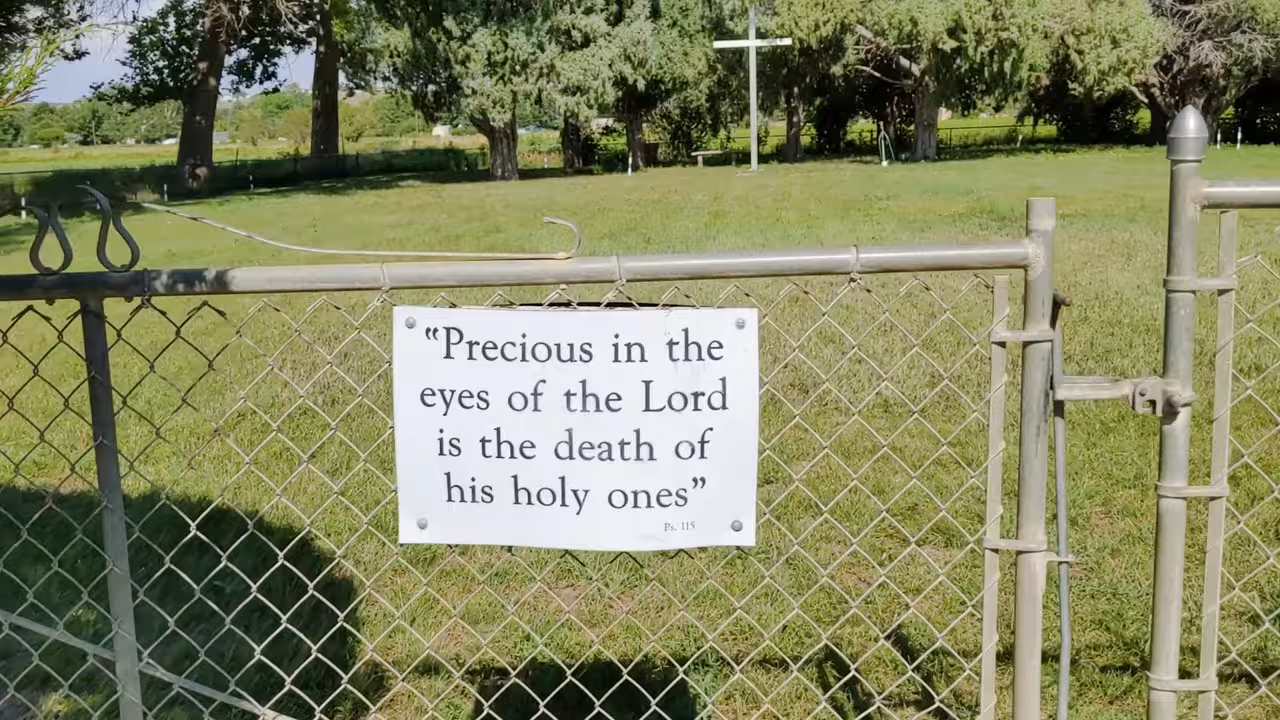 “Precious in the
eyes of the Lord
is the death of
his holy ones”
Ps. 115